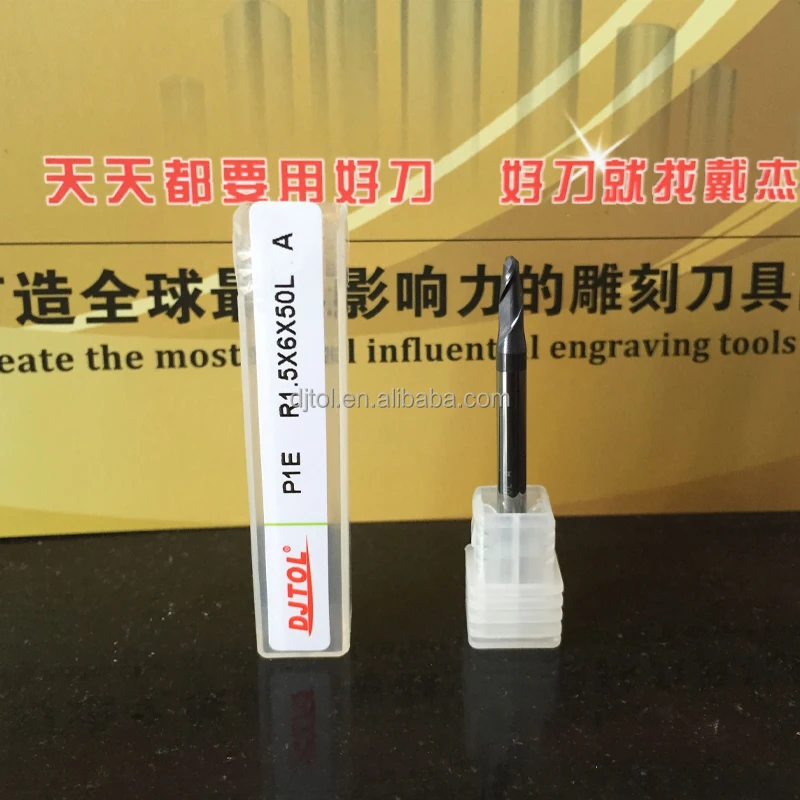 天天都要用好刀 好刀就找戴杰
造全球最 影响力的雕刻刀具
eate the most l influent l engraving tools
P1E R1.5X6X50L A
DJTOL®
djtol.en.alibaba.com